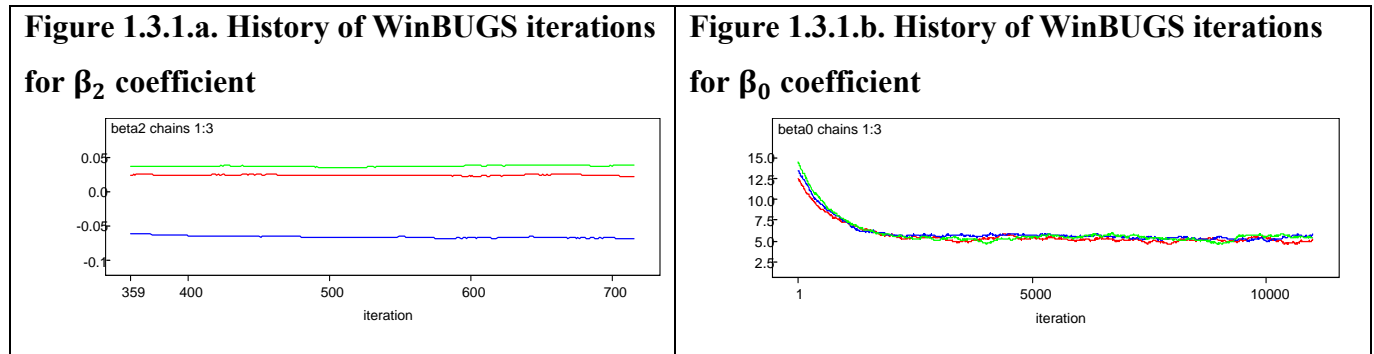 Figure 1.3.1.a. History of WinBUGS iterations
for β₂ coefficient
beta2 chains 1:3
0.05
0.0
-0.05
-0.1
359 400 500 600 700
iteration
Figure 1.3.1.b. History of WinBUGS iterations
for β₀ coefficient
beta0 chains 1:3
15.0
12.5
10.0
7.5
5.0
2.5
1 5000 10000
iteration